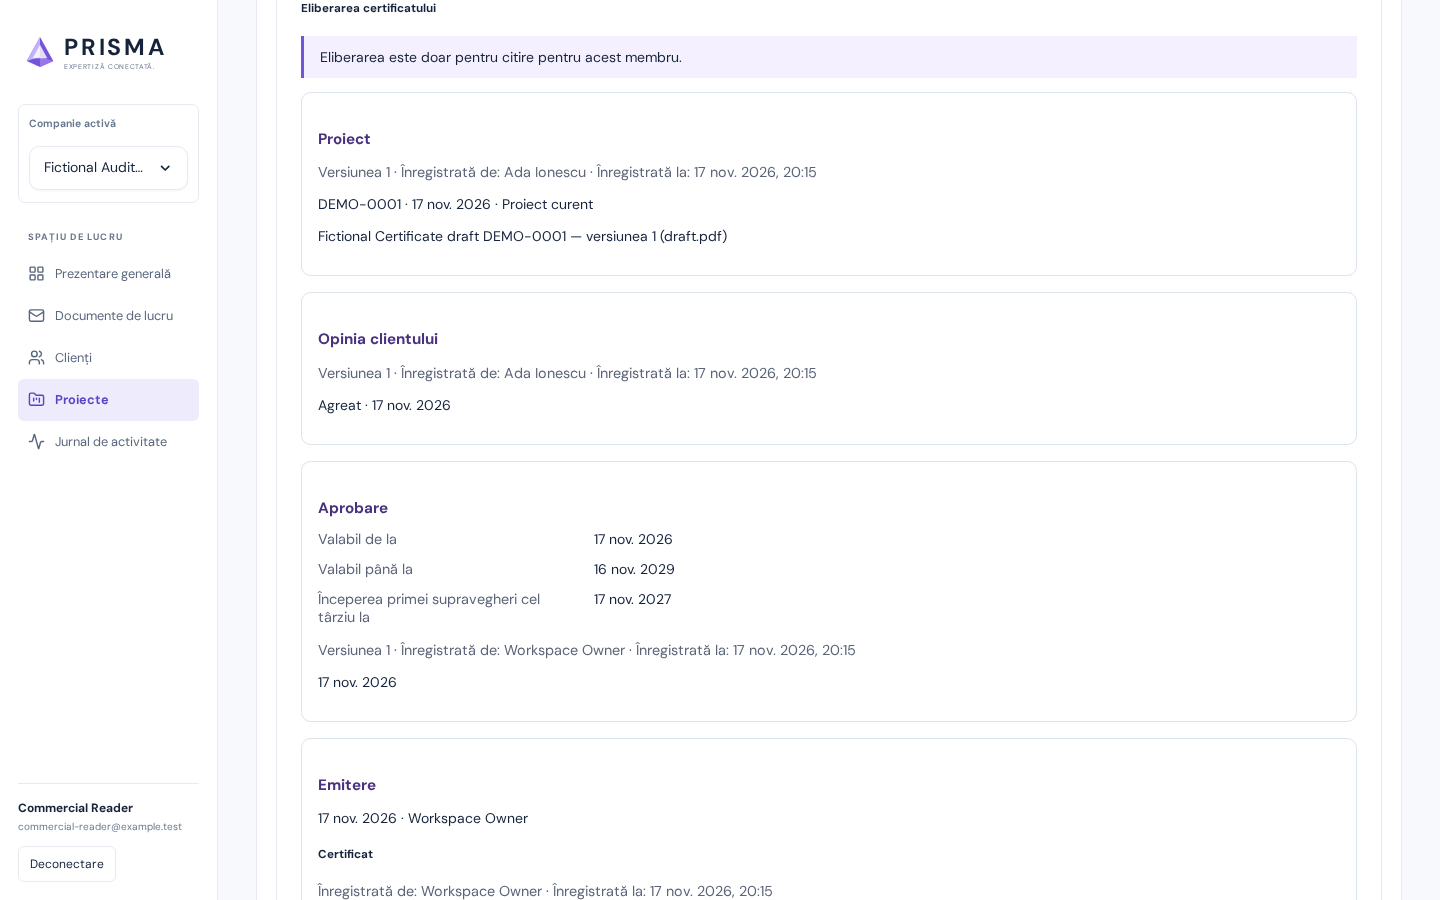 PRISMA
EXPERTIZĂ CONECTATĂ.
Companie activă
Fictional Audit...
SPAȚIU DE LUCRU
Prezentare generală
Documente de lucru
Clienți
Proiecte
Jurnal de activitate
Commercial Reader
commercial-reader@example.test
Deconectare
Eliberarea certificatului
Eliberarea este doar pentru citire pentru acest membru.
Proiect
Versiunea 1 · Înregistrată de: Ada Ionescu · Înregistrată la: 17 nov. 2026, 20:15
DEMO-0001 · 17 nov. 2026 · Proiect curent
Fictional Certificate draft DEMO-0001 — versiunea 1 (draft.pdf)
Opinia clientului
Versiunea 1 · Înregistrată de: Ada Ionescu · Înregistrată la: 17 nov. 2026, 20:15
Agreat · 17 nov. 2026
Aprobare
Valabil de la 17 nov. 2026
Valabil până la 16 nov. 2029
Începerea primei supravegheri cel 17 nov. 2027
târziu la
Versiunea 1 · Înregistrată de: Workspace Owner · Înregistrată la: 17 nov. 2026, 20:15
17 nov. 2026
Emitere
17 nov. 2026 · Workspace Owner
Certificat
Înregistrată de: Workspace Owner · Înregistrată la: 17 nov. 2026, 20:15